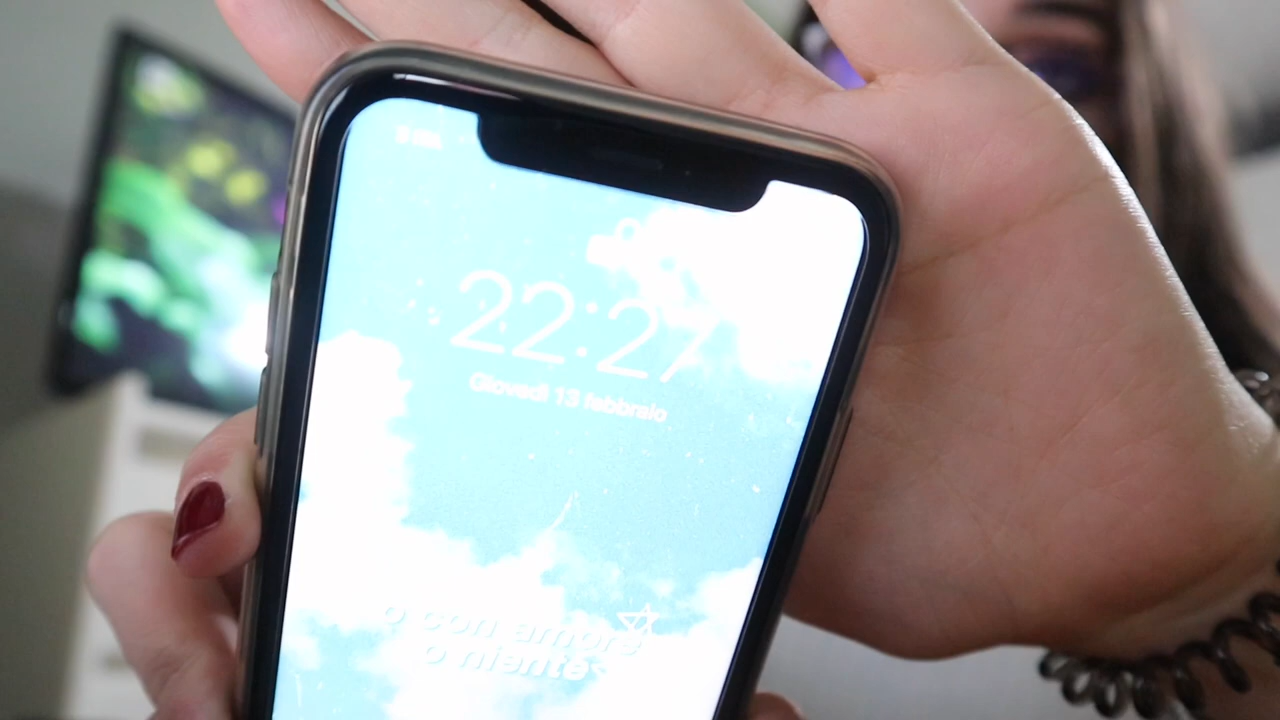 22:27
Giovedì 13 febbraio
o con amore
o niente